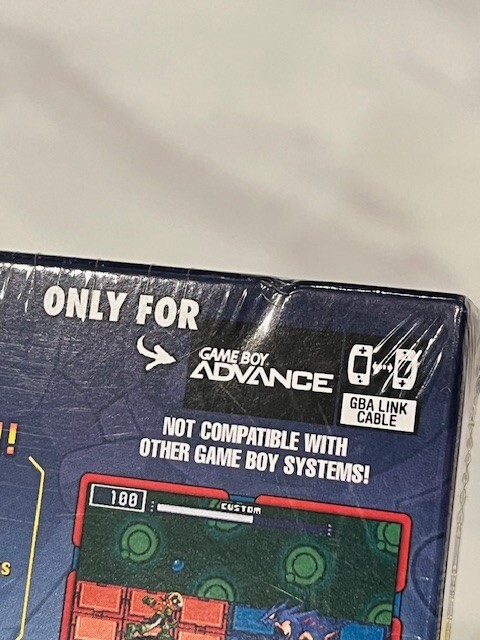 ONLY FOR
GAME BOY
ADVANCE
GBA LINK
CABLE
NOT COMPATIBLE WITH
OTHER GAME BOY SYSTEMS!
!!
100
CUSTOM
s